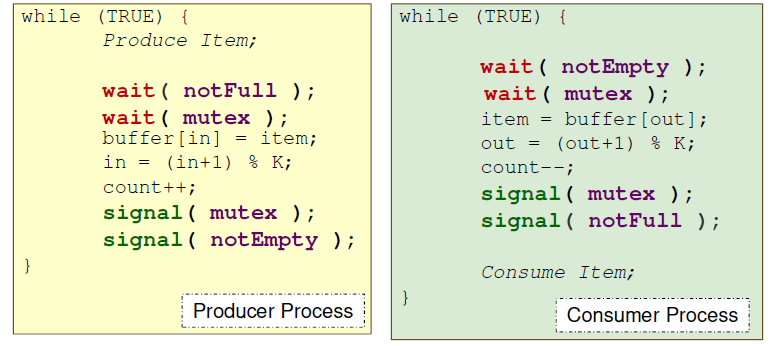 while (TRUE) {
Produce Item;
wait( notFull );
wait( mutex );
buffer[in] = item;
in = (in+1) % K;
count++;
signal( mutex );
signal( notEmpty );
}
Producer Process
while (TRUE) {
wait( notEmpty );
wait( mutex );
item = buffer[out];
out = (out+1) % K;
count--;
signal( mutex );
signal( notFull );
Consume Item;
}
Consumer Process